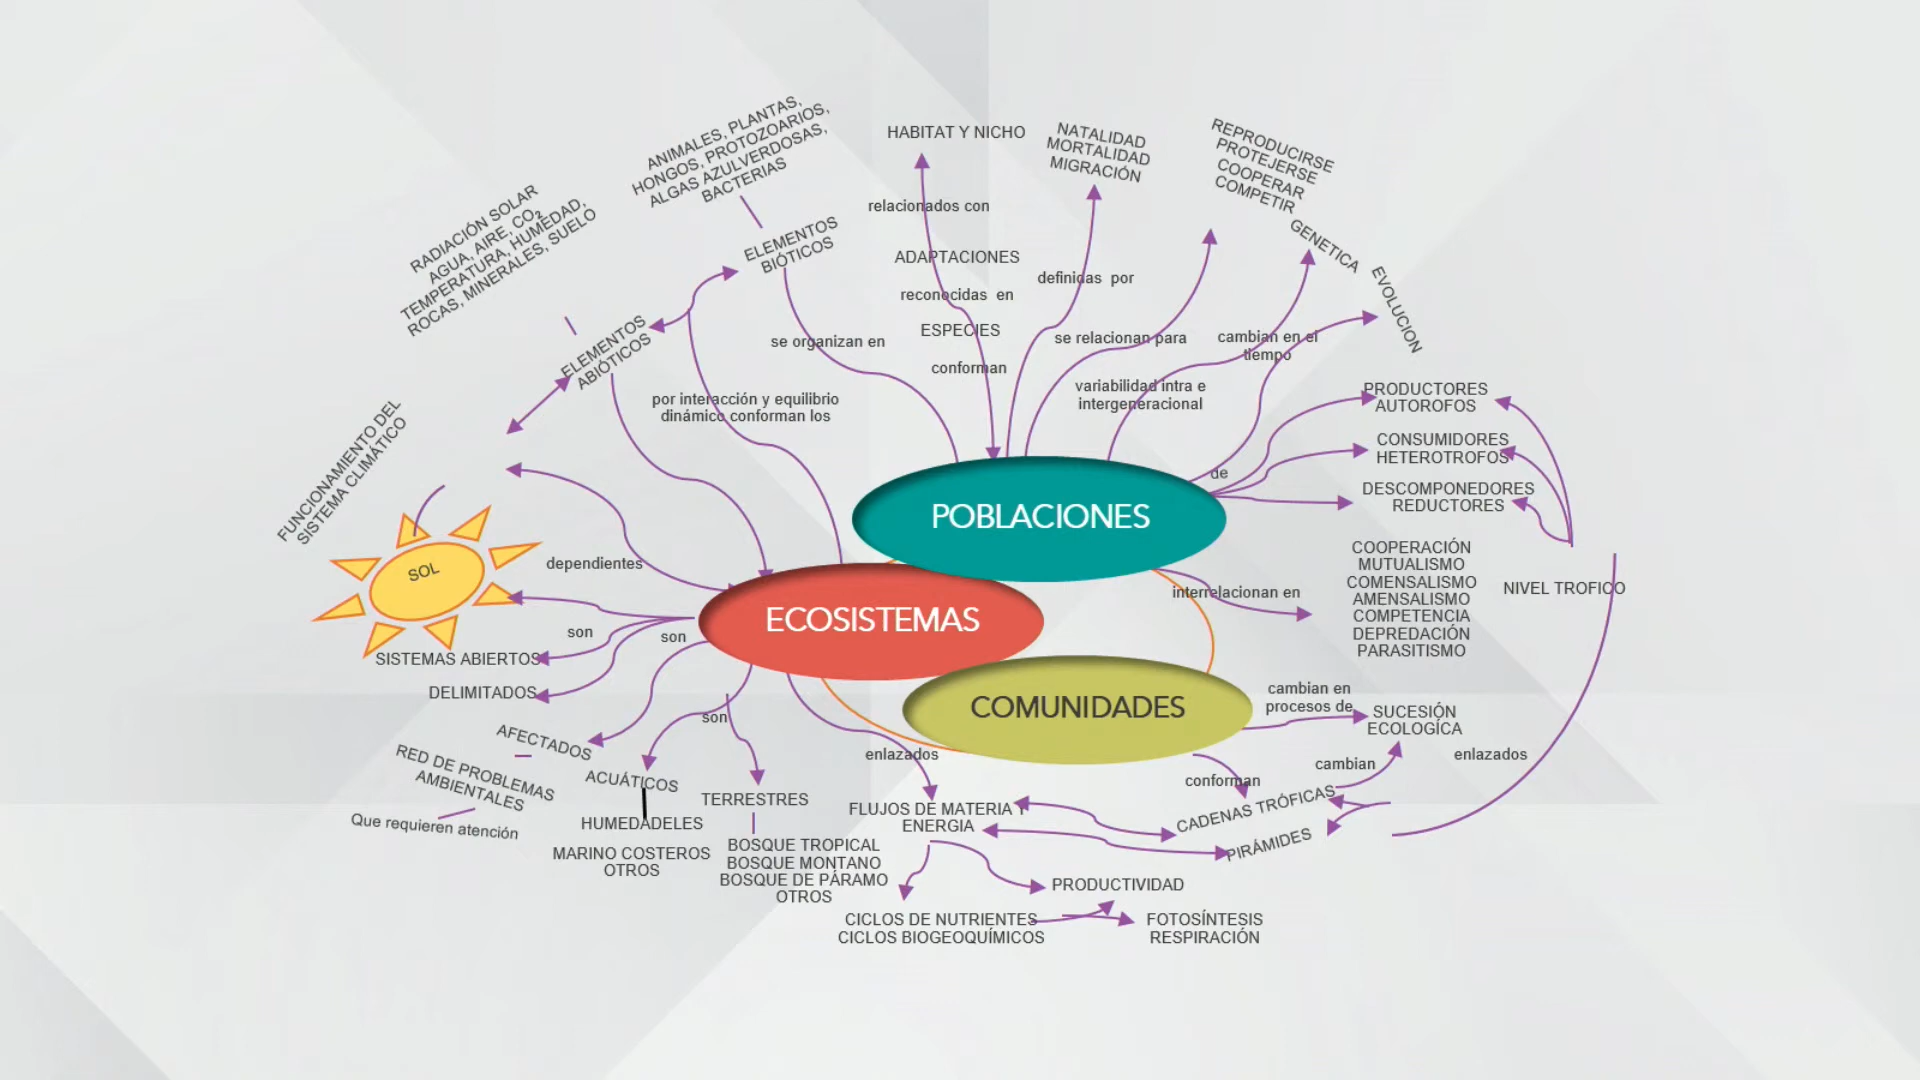 ANIMALES, PLANTAS,
HONGOS, PROTOZOARIOS,
ALGAS AZULVERDOSAS,
BACTERIAS
HABITAT Y NICHO
NATALIDAD
MORTALIDAD
MIGRACIÓN
REPRODUCIRSE
PROTEJERSE
COOPERAR
COMPETIR
GENETICA
EVOLUCION
RADIACIÓN SOLAR
AGUA, AIRE, CO₂
TEMPERATURA, HUMEDAD,
ROCAS, MINERALES, SUELO
ELEMENTOS
BIÓTICOS
relacionados con
ADAPTACIONES
reconocidas en
ESPECIES
conforman
definidas por
se relacionan para
cambian en el
tiempo
variabilidad intra e
intergeneracional
se organizan en
ELEMENTOS
ABIÓTICOS
por interacción y equilibrio
dinámico conforman los
FUNCIONAMIENTO DEL
SISTEMA CLIMÁTICO
PRODUCTORES
AUTOROFOS
CONSUMIDORES
HETEROTROFOS
de
DESCOMPONEDORES
REDUCTORES
POBLACIONES
SOL
dependientes
ECOSISTEMAS
interrelacionan en
COOPERACIÓN
MUTUALISMO
COMENSALISMO
AMENSALISMO
COMPETENCIA
DEPREDACIÓN
PARASITISMO
NIVEL TROFICO
son
son
SISTEMAS ABIERTOS
DELIMITADOS
son
COMUNIDADES
cambian en
procesos de
SUCESIÓN
ECOLOGÍCA
AFECTADOS
RED DE PROBLEMAS
AMBIENTALES
Que requieren atención
ACUÁTICOS
HUMEDADELES
MARINO COSTEROS
OTROS
TERRESTRES
BOSQUE TROPICAL
BOSQUE MONTANO
BOSQUE DE PÁRAMO
OTROS
enlazados
FLUJOS DE MATERIA Y
ENERGIA
conforman
cambian
enlazados
CADENAS TRÓFICAS
PIRÁMIDES
PRODUCTIVIDAD
CICLOS DE NUTRIENTES
CICLOS BIOGEOQUÍMICOS
FOTOSÍNTESIS
RESPIRACIÓN